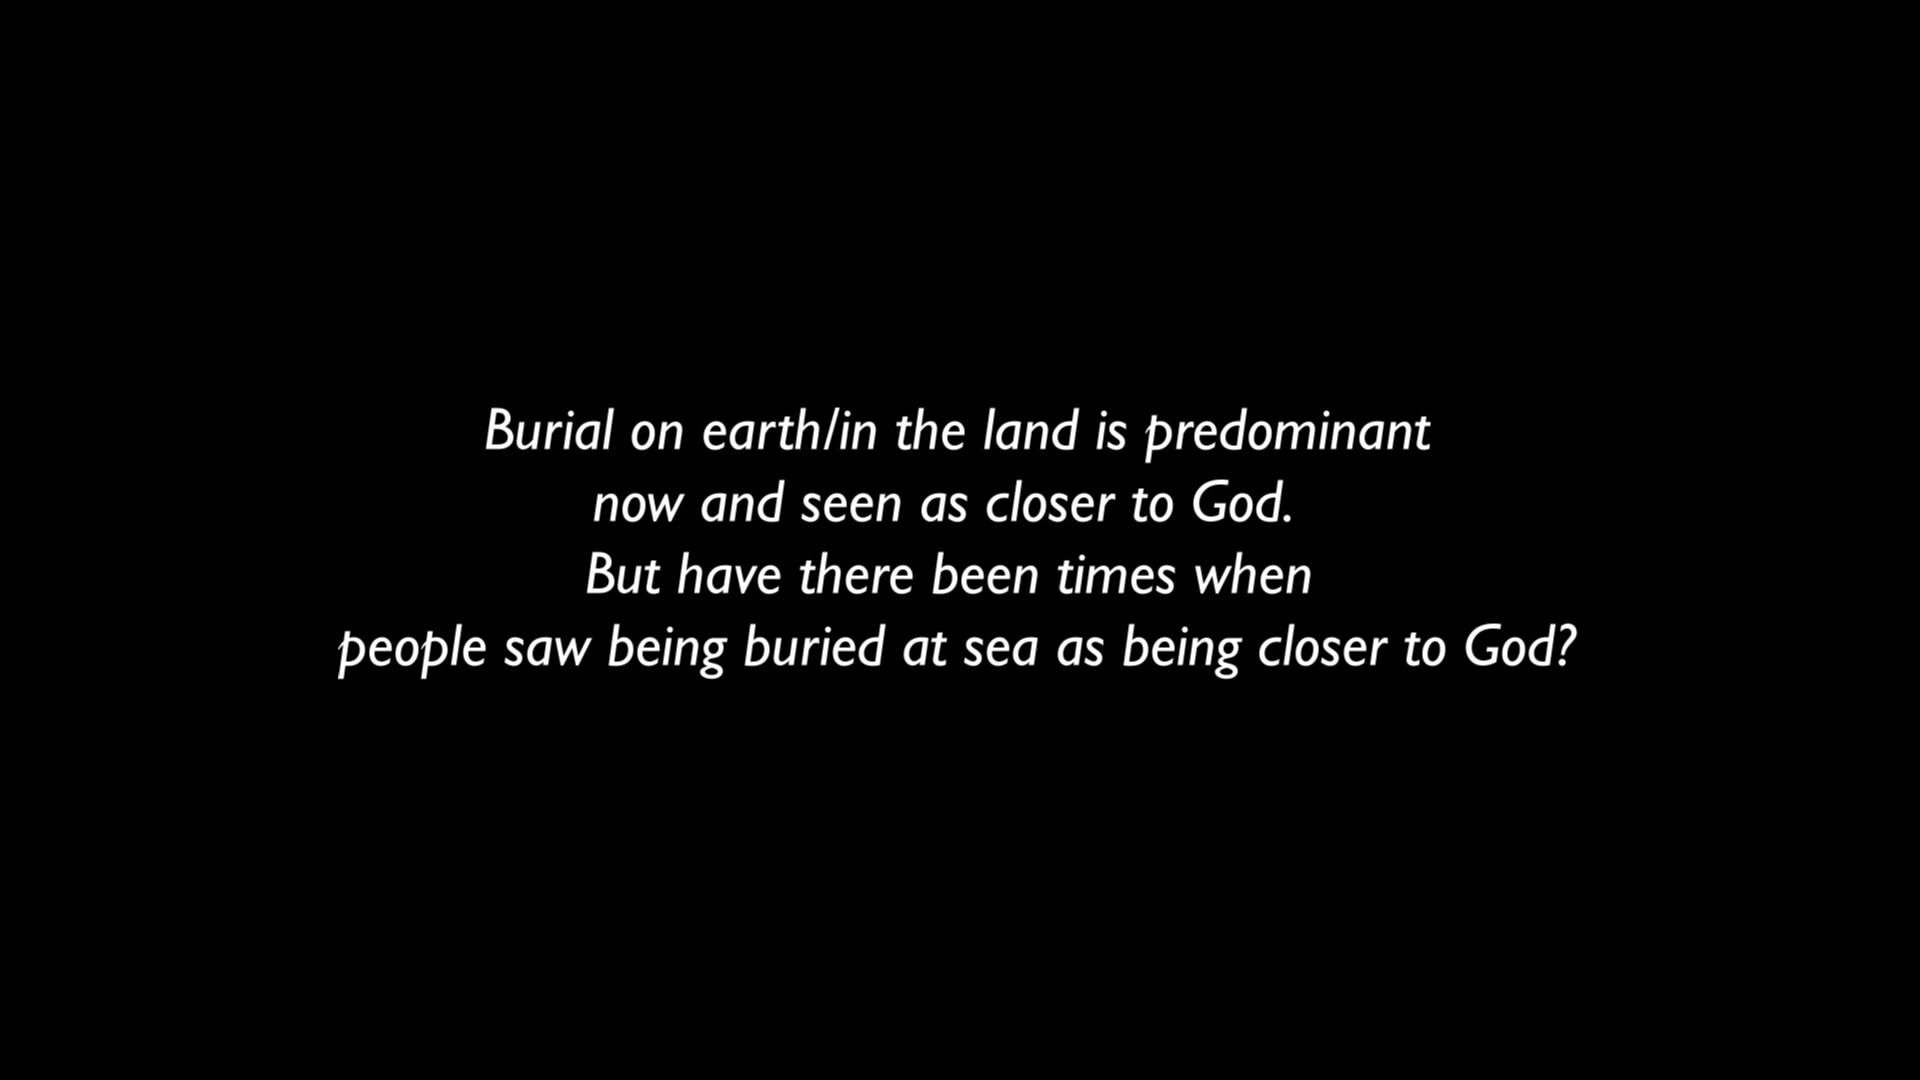 Burial on earth/in the land is predominant
now and seen as closer to God.
But have there been times when
people saw being buried at sea as being closer to God?